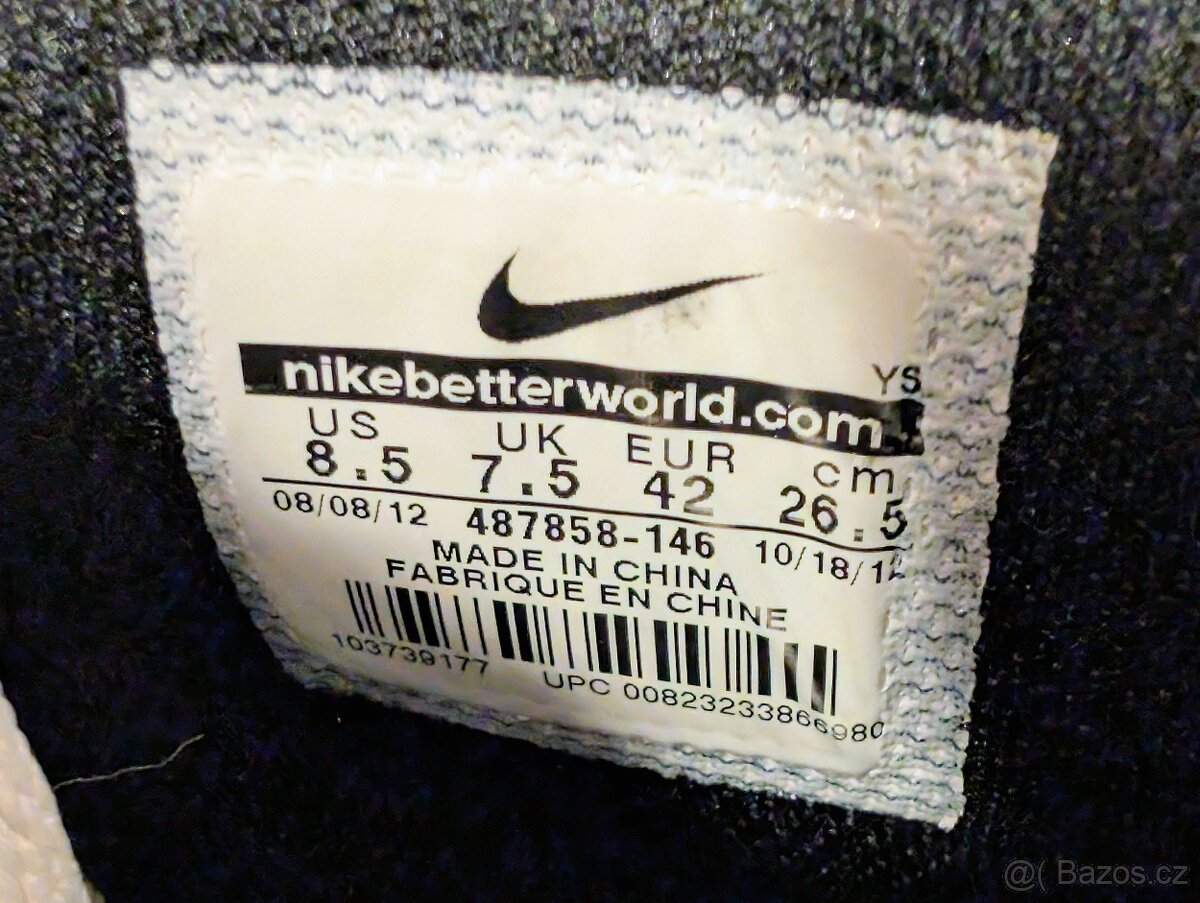 YS
nikebetterworld.com
US UK EUR cm
8.5 7.5 42 26.5
08/08/12 487858-146 10/18/12
MADE IN CHINA
FABRIQUE EN CHINE
103739177 UPC 00823233866980
@( Bazos.cz